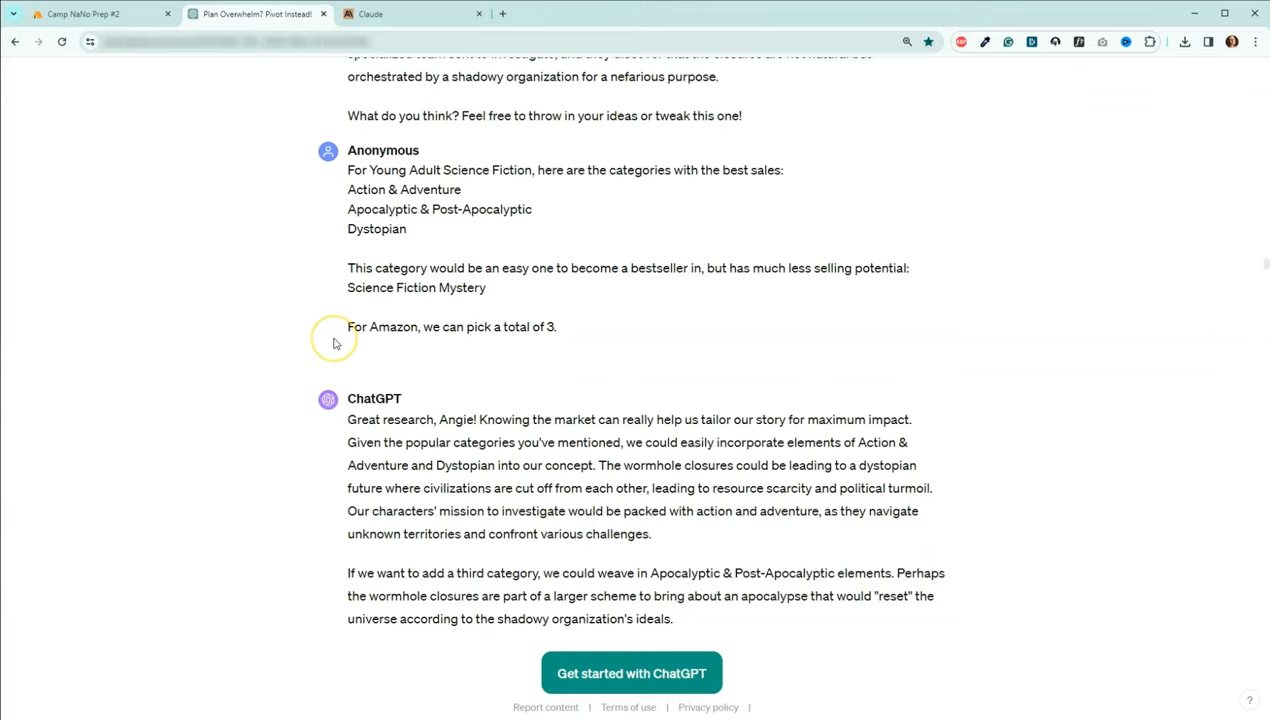 Camp NaNo Prep #2
Plan Overwhelm? Pivot Instead!
Claude
orchestrated by a shadowy organization for a nefarious purpose.
What do you think? Feel free to throw in your ideas or tweak this one!
Anonymous
For Young Adult Science Fiction, here are the categories with the best sales:
Action & Adventure
Apocalyptic & Post-Apocalyptic
Dystopian
This category would be an easy one to become a bestseller in, but has much less selling potential:
Science Fiction Mystery
For Amazon, we can pick a total of 3.
ChatGPT
Great research, Angie! Knowing the market can really help us tailor our story for maximum impact.
Given the popular categories you've mentioned, we could easily incorporate elements of Action &
Adventure and Dystopian into our concept. The wormhole closures could be leading to a dystopian
future where civilizations are cut off from each other, leading to resource scarcity and political turmoil.
Our characters' mission to investigate would be packed with action and adventure, as they navigate
unknown territories and confront various challenges.
If we want to add a third category, we could weave in Apocalyptic & Post-Apocalyptic elements. Perhaps
the wormhole closures are part of a larger scheme to bring about an apocalypse that would "reset" the
universe according to the shadowy organization's ideals.
Get started with ChatGPT
Report content | Terms of use | Privacy policy |
?